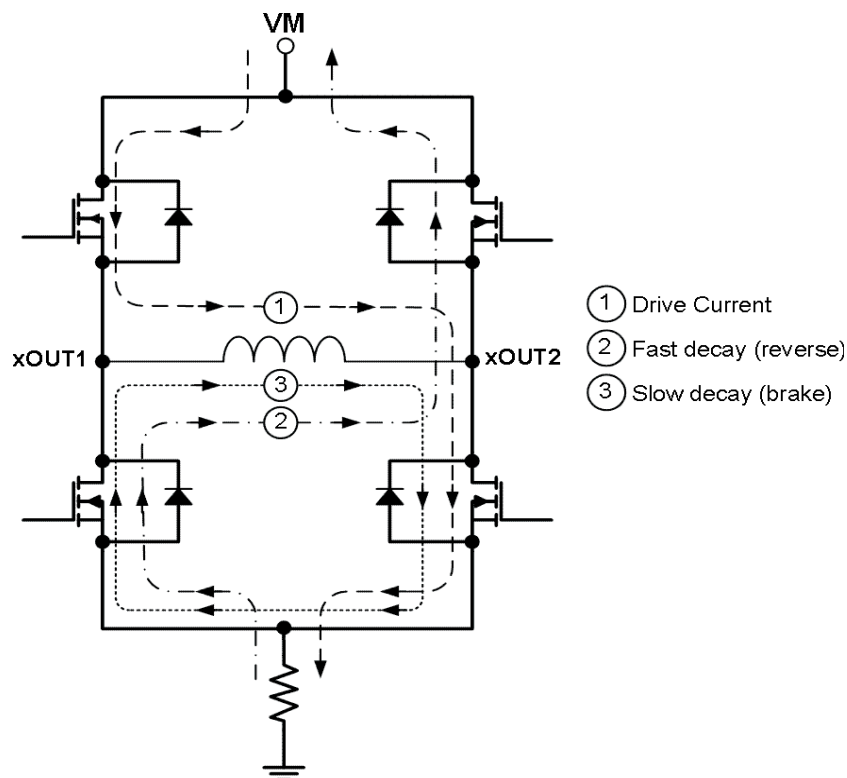 VM
1
xOUT1
xOUT2
3
2
1 Drive Current
2 Fast decay (reverse)
3 Slow decay (brake)